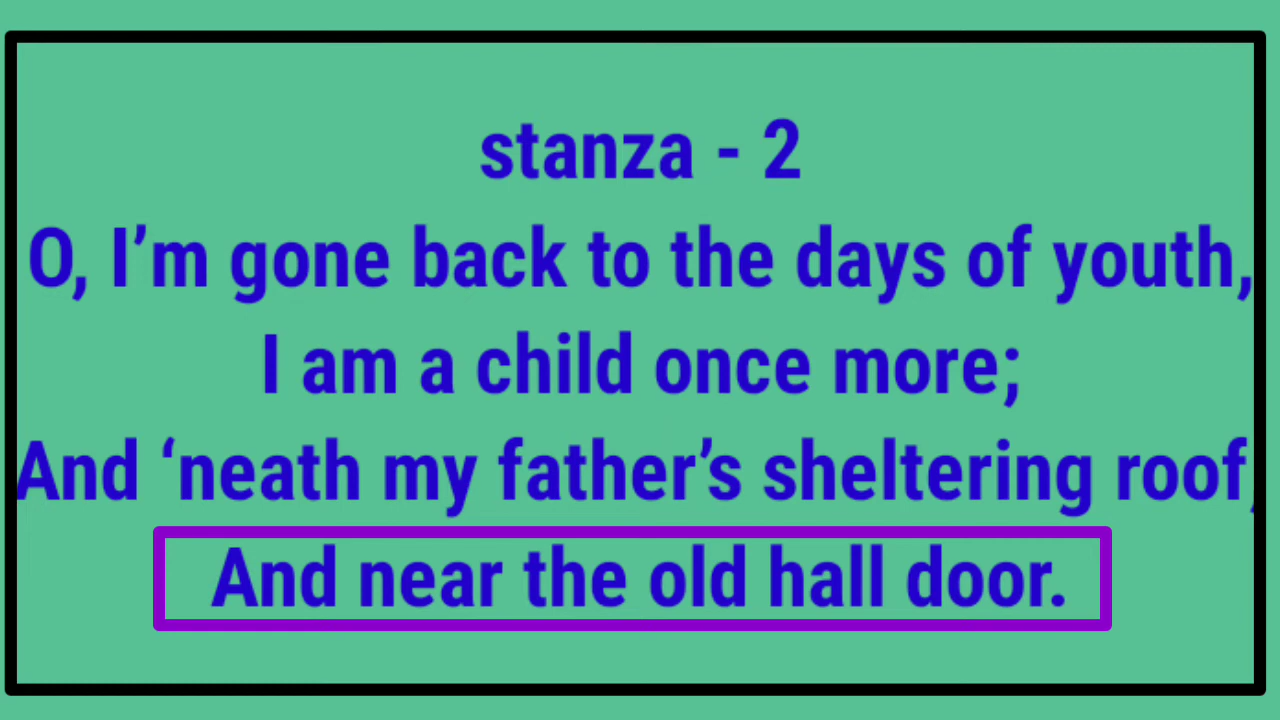 stanza - 2
O, I’m gone back to the days of youth,
I am a child once more;
And ‘neath my father’s sheltering roof,
And near the old hall door.